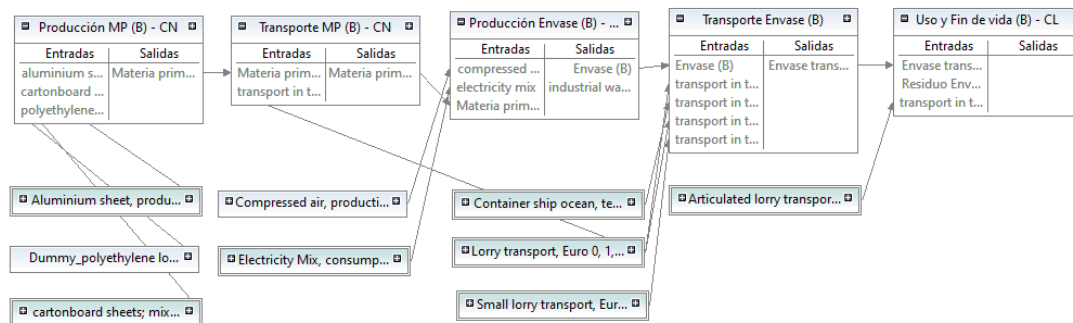 Producción MP (B) - CN
Entradas Salidas
aluminium s... Materia prim...
cartonboard ...
polyethylene...
Transporte MP (B) - CN
Entradas Salidas
Materia prim... Materia prim...
transport in t...
Producción Envase (B) - ...
Entradas Salidas
compressed ... Envase (B)
electricity mix industrial wa...
Materia prim...
Transporte Envase (B)
Entradas Salidas
Envase (B) Envase trans...
transport in t...
transport in t...
transport in t...
transport in t...
Uso y Fin de vida (B) - CL
Entradas Salidas
Envase trans...
Residuo Env...
transport in t...
Aluminium sheet, produ...
Compressed air, producti...
Container ship ocean, te...
Articulated lorry transpor...
Dummy_polyethylene lo...
Electricity Mix, consump...
Lorry transport, Euro 0, 1,...
cartonboard sheets; mix...
Small lorry transport, Eur...